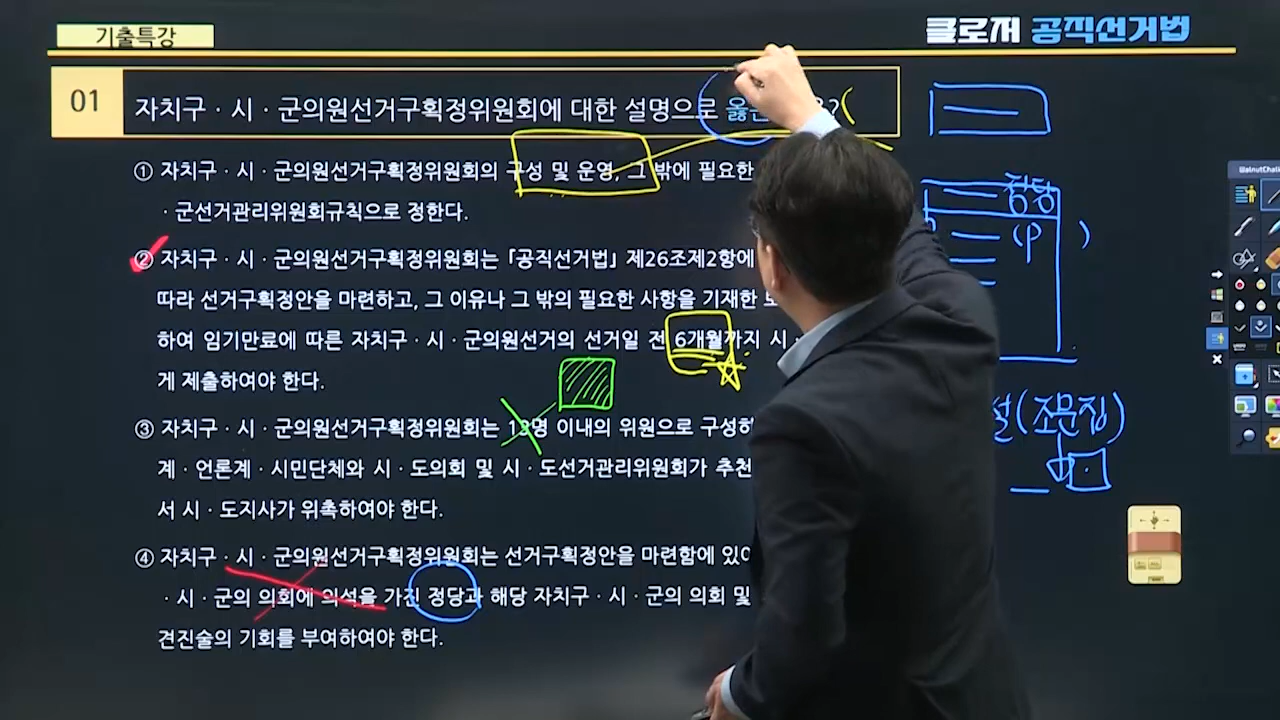 기출특강
클로저 공직선거법
01
자치구 · 시 · 군의원선거구획정위원회에 대한 설명으로 옳은 ?
① 자치구 · 시 · 군의원선거구획정위원회의 구성 및 운영, 그 밖에 필요한
· 군선거관리위원회규칙으로 정한다.
② 자치구 · 시 · 군의원선거구획정위원회는 「공직선거법」 제26조제2항에
따라 선거구획정안을 마련하고, 그 이유나 그 밖의 필요한 사항을 기재한
하여 임기만료에 따른 자치구 · 시 · 군의원선거의 선거일 전 6개월까지 시
게 제출하여야 한다.
③ 자치구 · 시 · 군의원선거구획정위원회는 13명 이내의 위원으로 구성하
계 · 언론계 · 시민단체와 시 · 도의회 및 시 · 도선거관리위원회가 추천
서 시 · 도지사가 위촉하여야 한다.
④ 자치구 · 시 · 군의원선거구획정위원회는 선거구획정안을 마련함에 있어
· 시 · 군의 의회에 의석을 가진 정당과 해당 자치구 · 시 · 군의 의회 및
견진술의 기회를 부여하여야 한다.
정당
(P )
설(조문집)